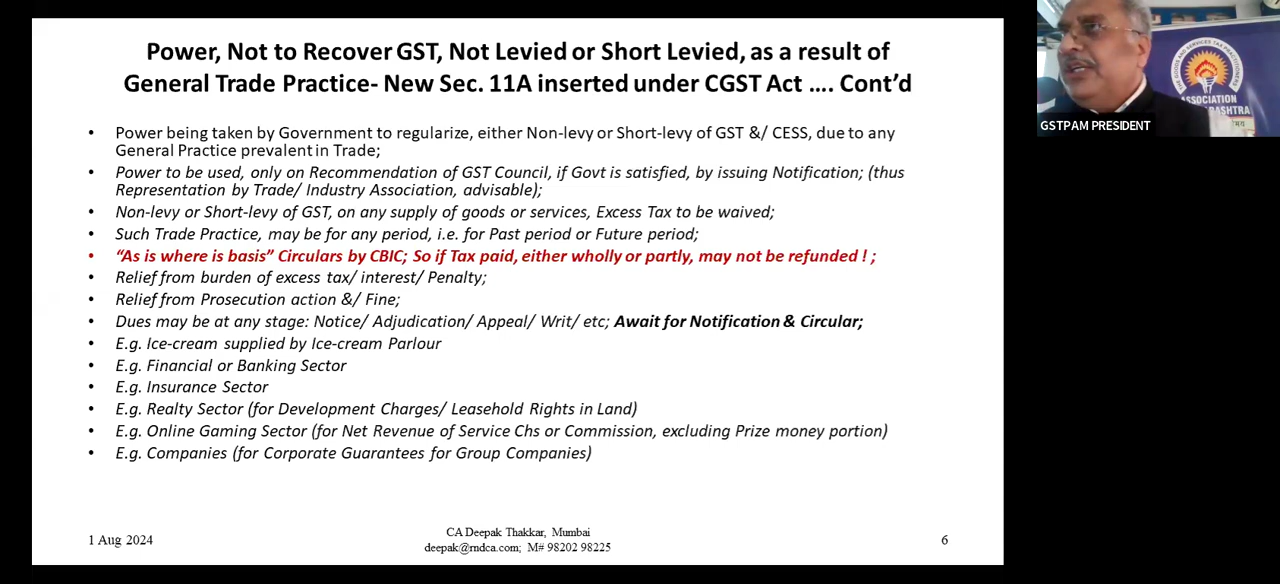 Power, Not to Recover GST, Not Levied or Short Levied, as a result of
General Trade Practice- New Sec. 11A inserted under CGST Act …. Cont’d
• Power being taken by Government to regularize, either Non-levy or Short-levy of GST &/ CESS, due to any
General Practice prevalent in Trade;
• Power to be used, only on Recommendation of GST Council, if Govt is satisfied, by issuing Notification; (thus
Representation by Trade/ Industry Association, advisable);
• Non-levy or Short-levy of GST, on any supply of goods or services, Excess Tax to be waived;
• Such Trade Practice, may be for any period, i.e. for Past period or Future period;
• “As is where is basis” Circulars by CBIC; So if Tax paid, either wholly or partly, may not be refunded ! ;
• Relief from burden of excess tax/ interest/ Penalty;
• Relief from Prosecution action &/ Fine;
• Dues may be at any stage: Notice/ Adjudication/ Appeal/ Writ/ etc; Await for Notification & Circular;
• E.g. Ice-cream supplied by Ice-cream Parlour
• E.g. Financial or Banking Sector
• E.g. Insurance Sector
• E.g. Realty Sector (for Development Charges/ Leasehold Rights in Land)
• E.g. Online Gaming Sector (for Net Revenue of Service Chs or Commission, excluding Prize money portion)
• E.g. Companies (for Corporate Guarantees for Group Companies)
1 Aug 2024
CA Deepak Thakkar, Mumbai
deepak@rndca.com; M# 98202 98225
6
ASSOCIATION
GSTPAM PRESIDENT